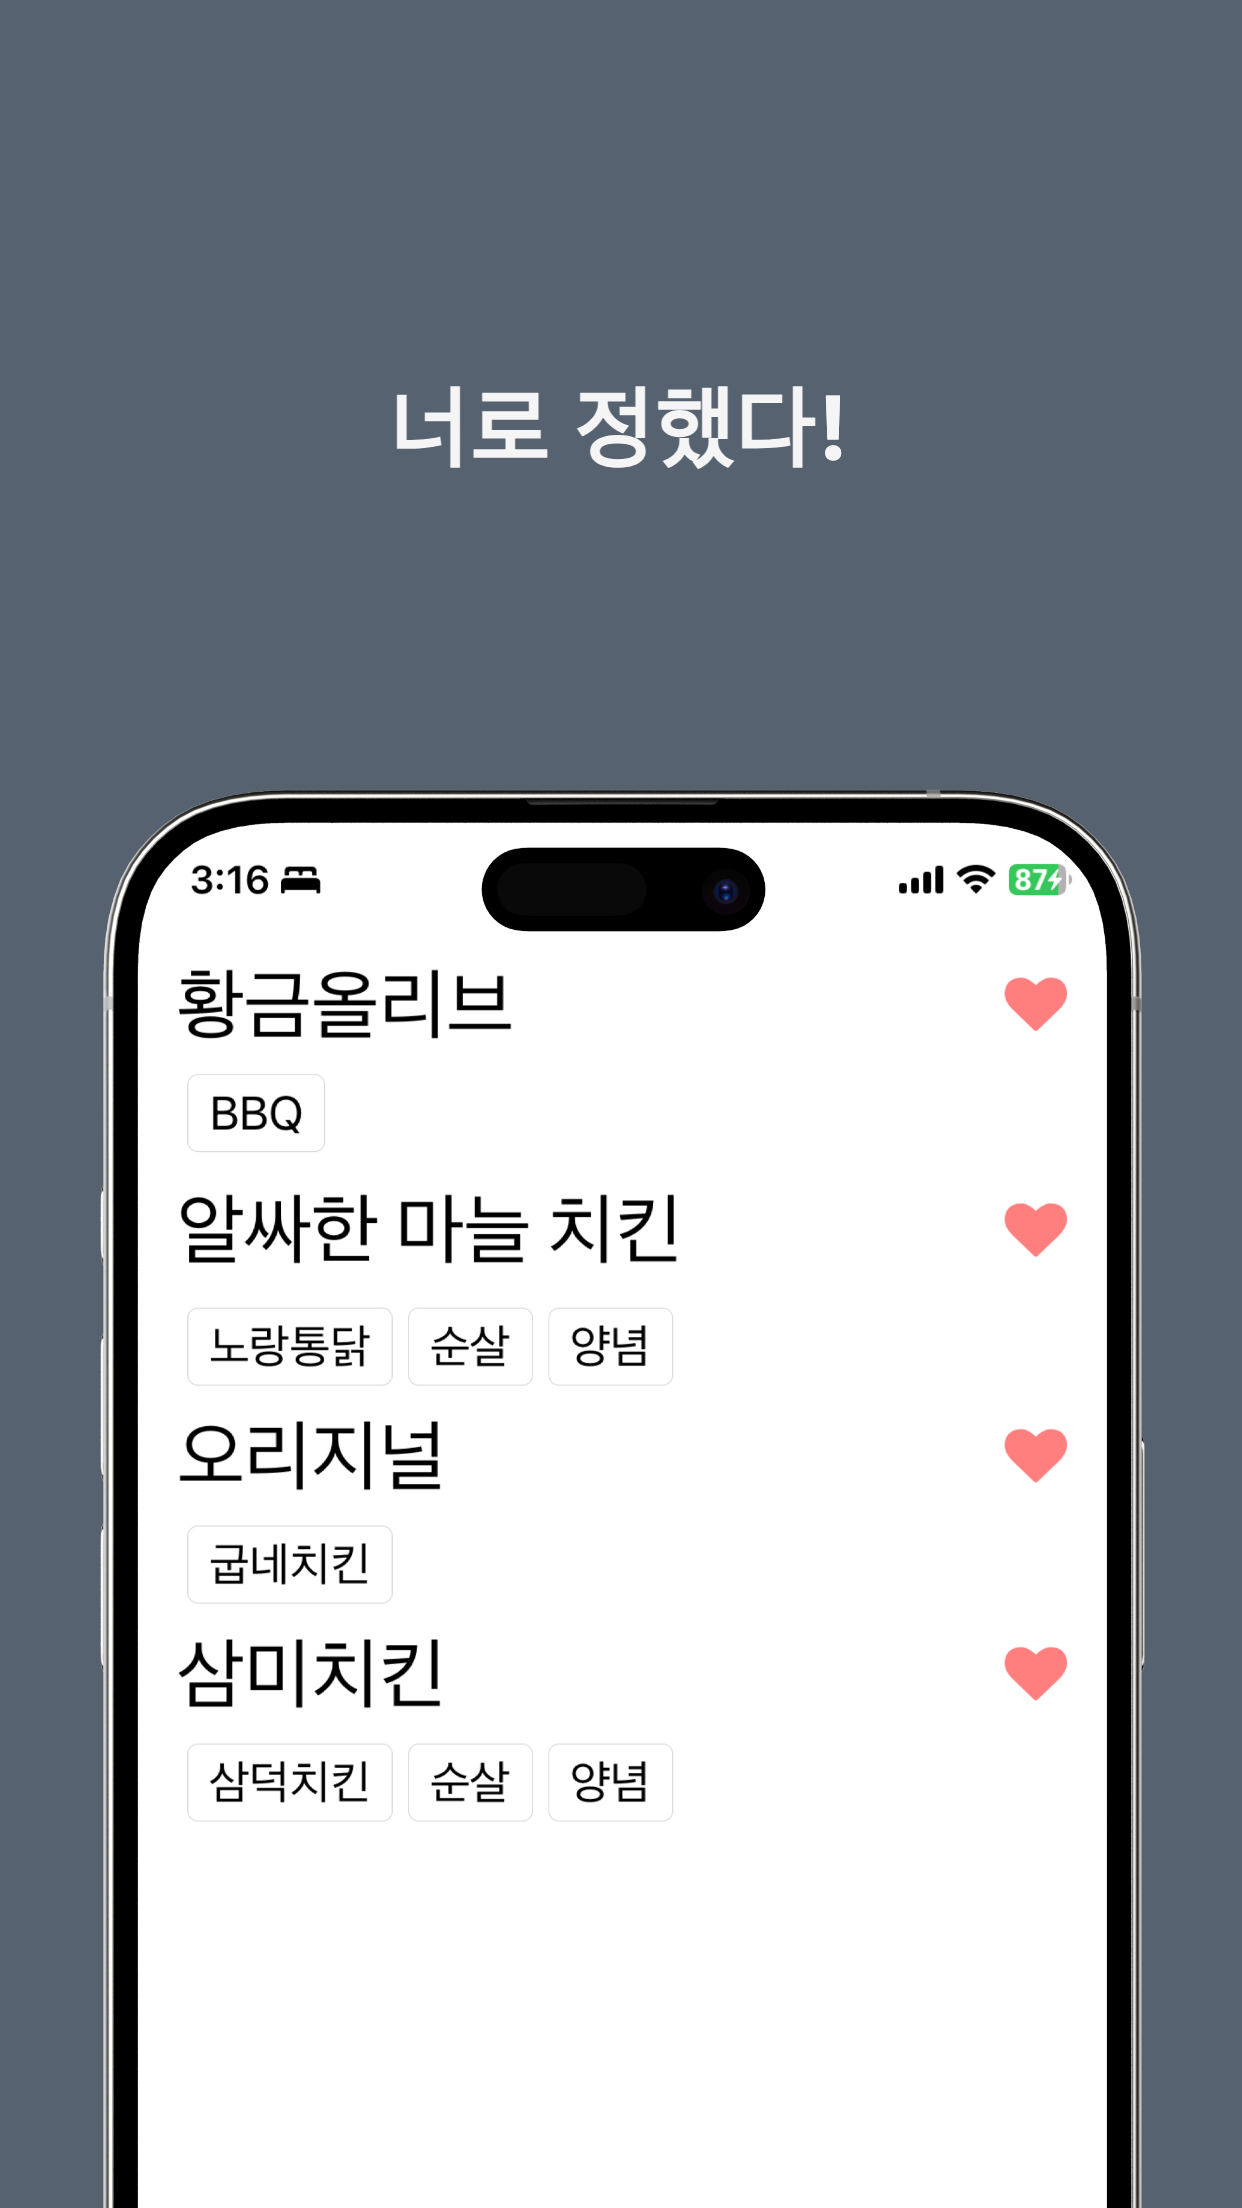 너로 정했다!
3:16 87
황금올리브
BBQ
알싸한 마늘 치킨
노랑통닭 순살 양념
오리지널
굽네치킨
삼미치킨
삼덕치킨 순살 양념